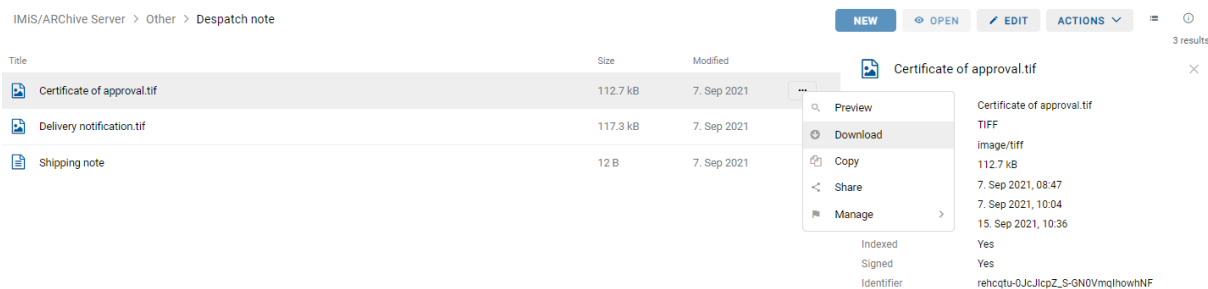 IMiS/ARChive Server > Other > Despatch note
NEW OPEN EDIT ACTIONS
3 results
Title Size Modified
Certificate of approval.tif 112.7 kB 7. Sep 2021 ...
Delivery notification.tif 117.3 kB 7. Sep 2021
Shipping note 12 B 7. Sep 2021
Preview
Download
Copy
Share
Manage >
Certificate of approval.tif
Certificate of approval.tif
TIFF
image/tiff
112.7 kB
7. Sep 2021, 08:47
7. Sep 2021, 10:04
15. Sep 2021, 10:36
Indexed Yes
Signed Yes
Identifier rehcqtu-0JcJlcpZ_S-GN0VmqIhowhNF